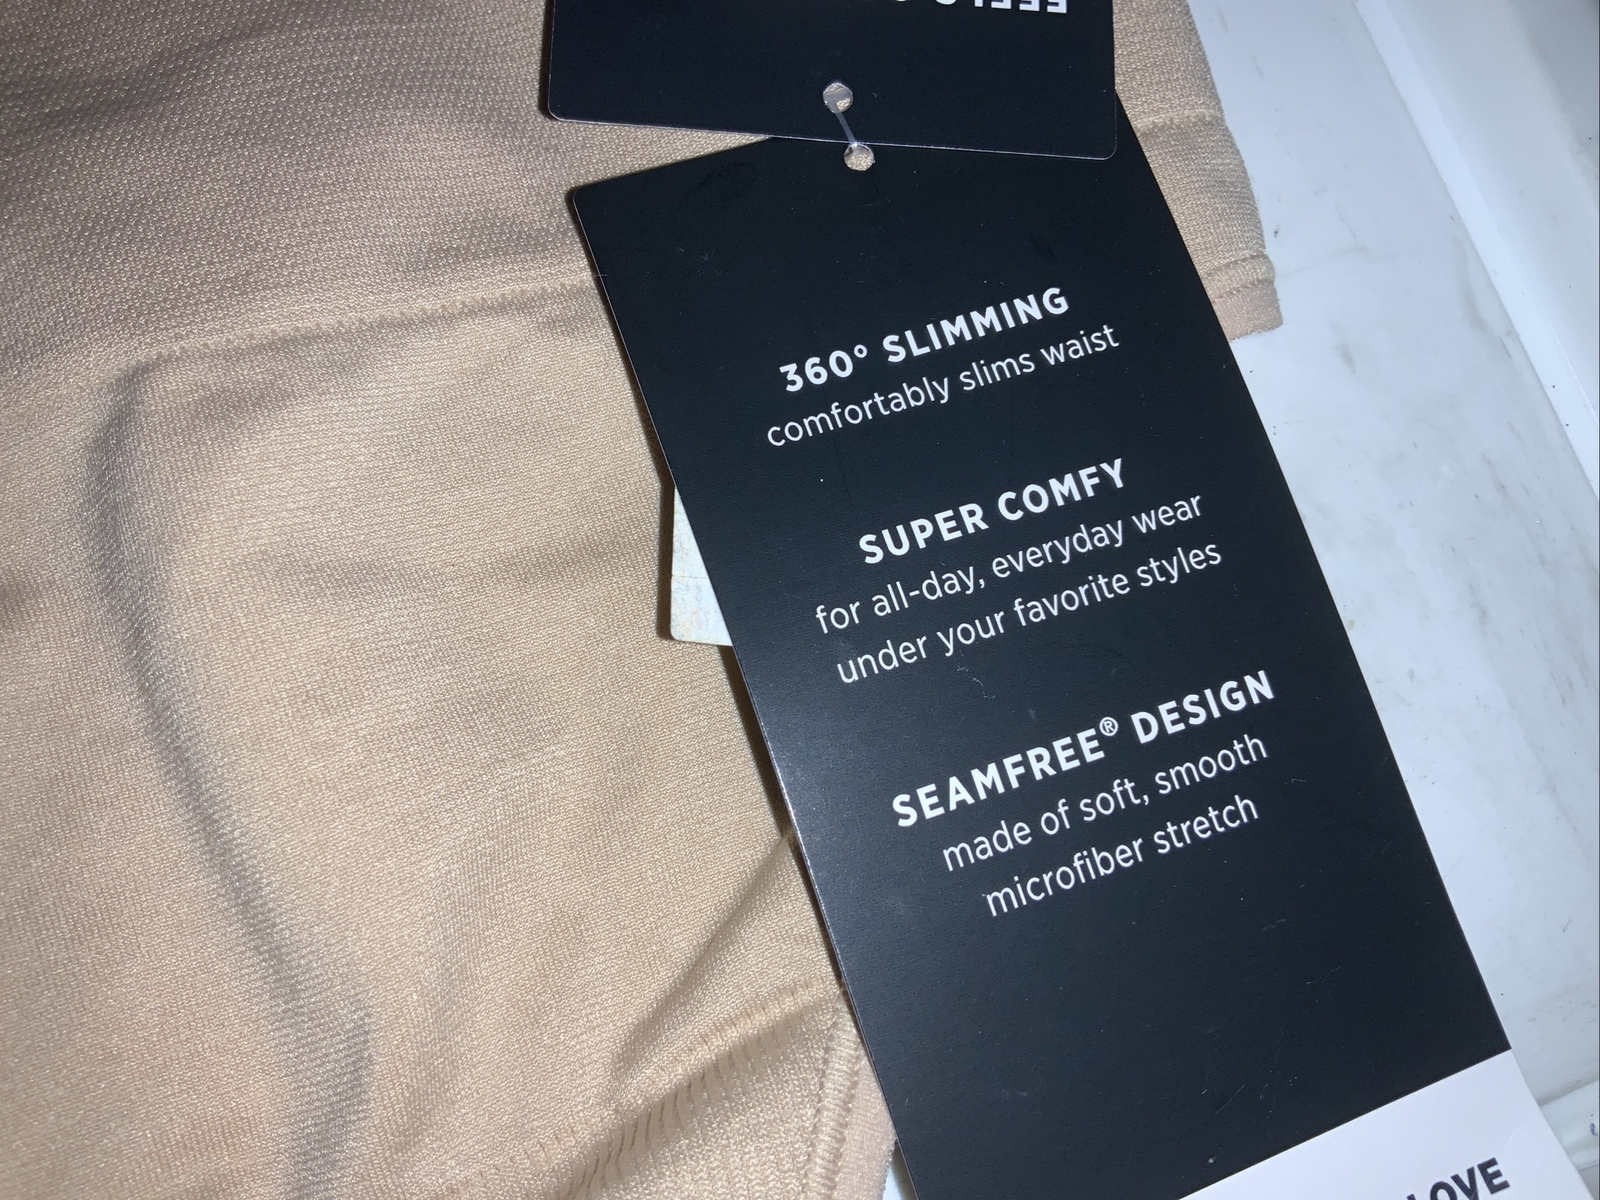 360° SLIMMING
comfortably slims waist
SUPER COMFY
for all-day, everyday wear
under your favorite styles
SEAMFREE® DESIGN
made of soft, smooth
microfiber stretch